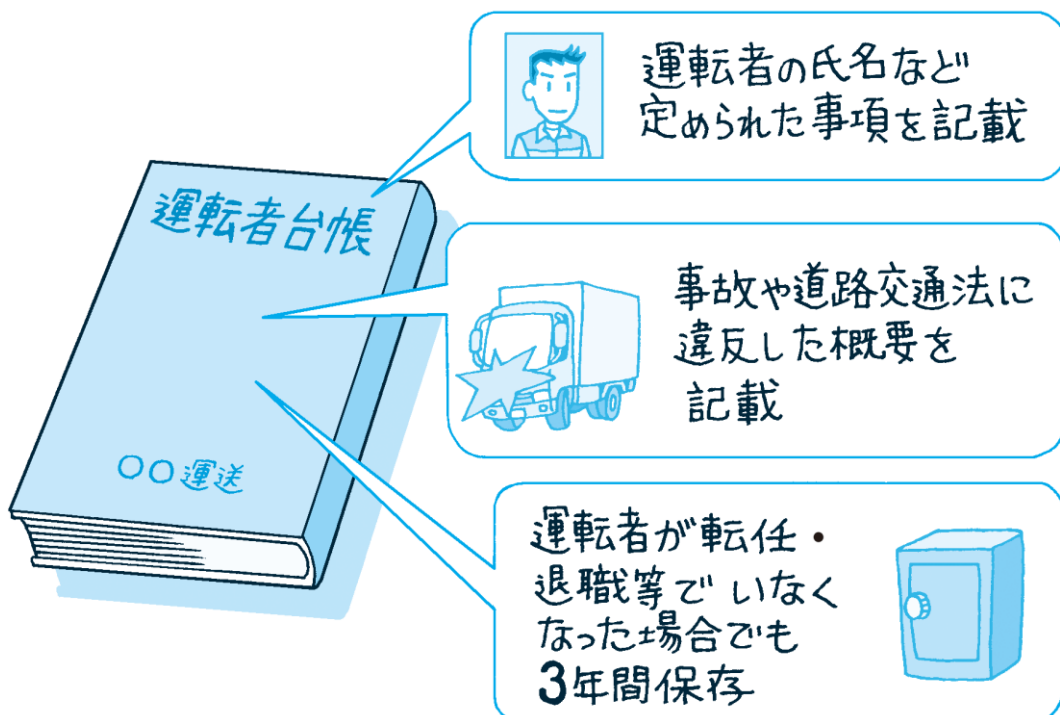 運転者の氏名など
定められた事項を記載
運転者台帳
事故や道路交通法に
違反した概要を
記載
○○運送
運転者が転任・
退職等でいなく
なった場合でも
3年間保存